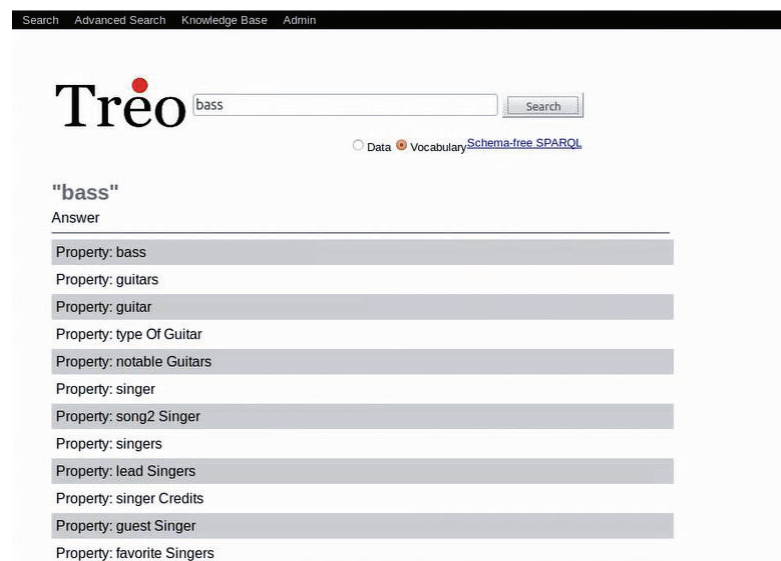 Search Advanced Search Knowledge Base Admin
Treo bass Search
Data Vocabulary Schema-free SPARQL
"bass"
Answer
Property: bass
Property: guitars
Property: guitar
Property: type Of Guitar
Property: notable Guitars
Property: singer
Property: song2 Singer
Property: singers
Property: lead Singers
Property: singer Credits
Property: guest Singer
Property: favorite Singers